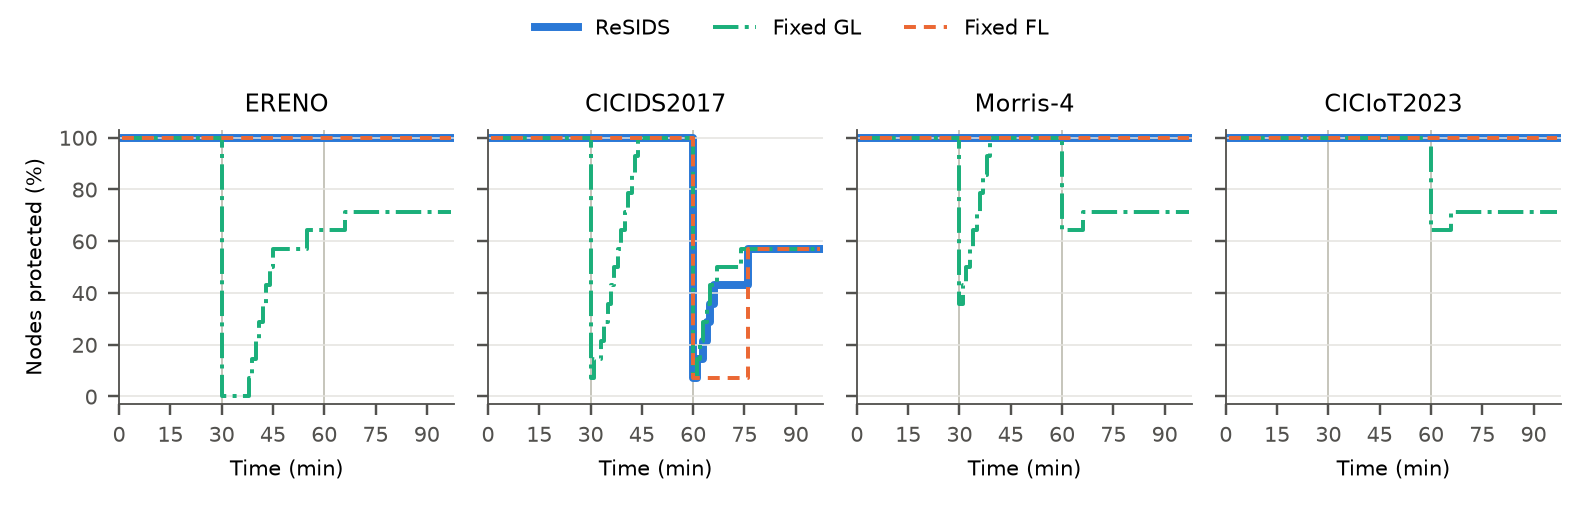 ReSIDS Fixed GL Fixed FL
ERENO CICIDS2017 Morris-4 CICIoT2023
Nodes protected (%)
100
80
60
40
20
0
0 15 30 45 60 75 90 0 15 30 45 60 75 90 0 15 30 45 60 75 90 0 15 30 45 60 75 90
Time (min) Time (min) Time (min) Time (min)